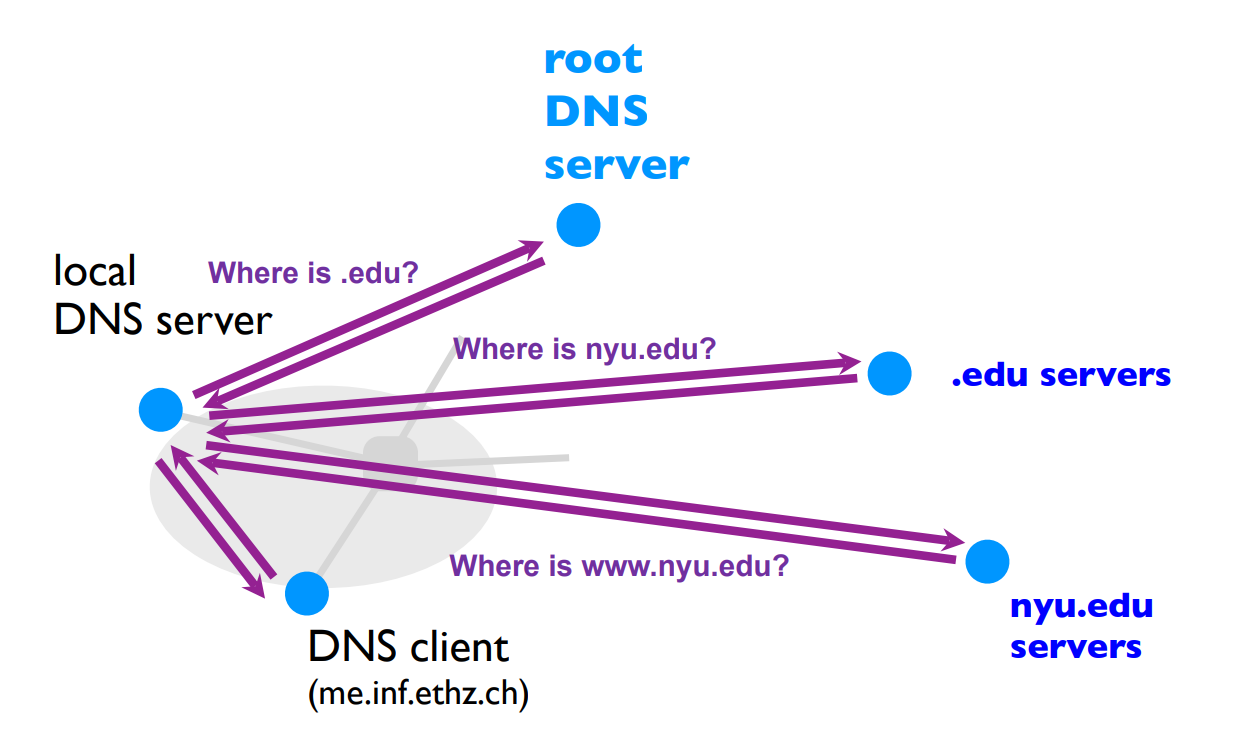 root
DNS
server
local
DNS server
Where is .edu?
Where is nyu.edu?
.edu servers
Where is www.nyu.edu?
nyu.edu
servers
DNS client
(me.inf.ethz.ch)